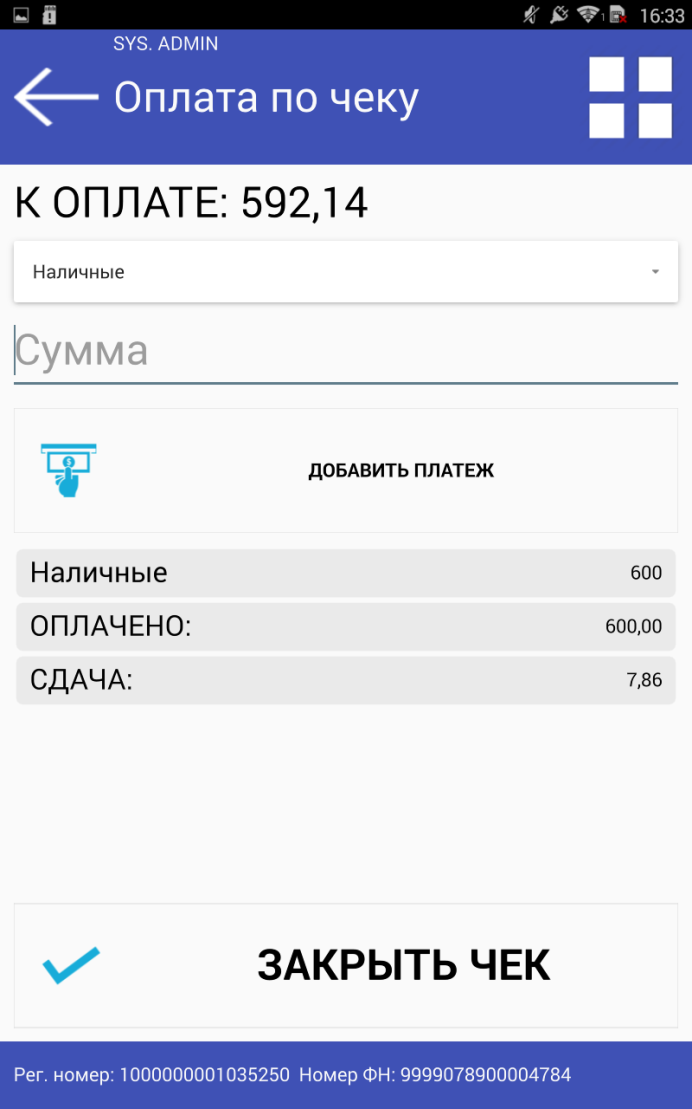 16:33
SYS. ADMIN
Оплата по чеку
К ОПЛАТЕ: 592,14
Наличные
Сумма
ДОБАВИТЬ ПЛАТЕЖ
Наличные 600
ОПЛАЧЕНО: 600,00
СДАЧА: 7,86
ЗАКРЫТЬ ЧЕК
Рег. номер: 1000000001035250 Номер ФН: 9999078900004784